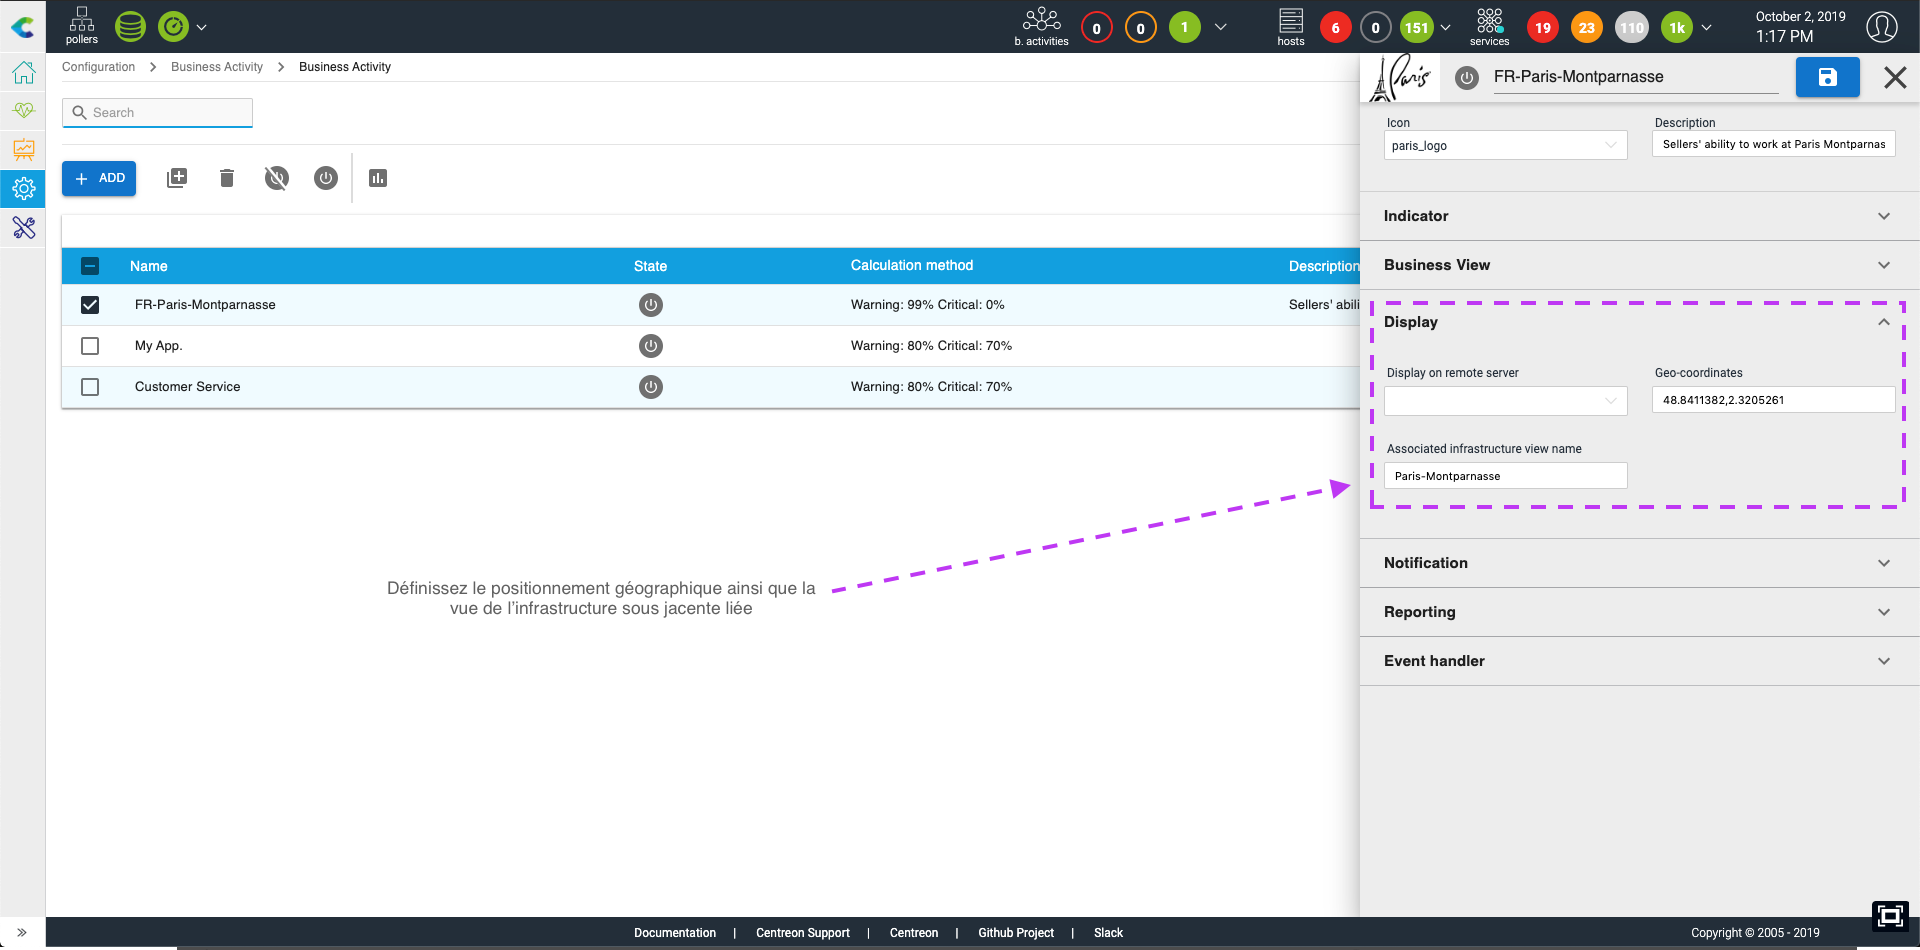 pollers
b. activities
0
0
1
hosts
6
0
151
services
19
23
110
1k
October 2, 2019
1:17 PM
Configuration > Business Activity > Business Activity
Paris
FR-Paris-Montparnasse
Search
Icon
Description
paris_logo
Sellers' ability to work at Paris Montparnas
+ ADD
Indicator
Business View
Name State Calculation method Description
FR-Paris-Montparnasse Warning: 99% Critical: 0% Sellers' abili
My App. Warning: 80% Critical: 70%
Customer Service Warning: 80% Critical: 70%
Display
Display on remote server
Geo-coordinates
48.8411382,2.3205261
Associated infrastructure view name
Paris-Montparnasse
Définissez le positionnement géographique ainsi que la
vue de l'infrastructure sous jacente liée
Notification
Reporting
Event handler
Documentation | Centreon Support | Centreon | Github Project | Slack
Copyright © 2005 - 2019